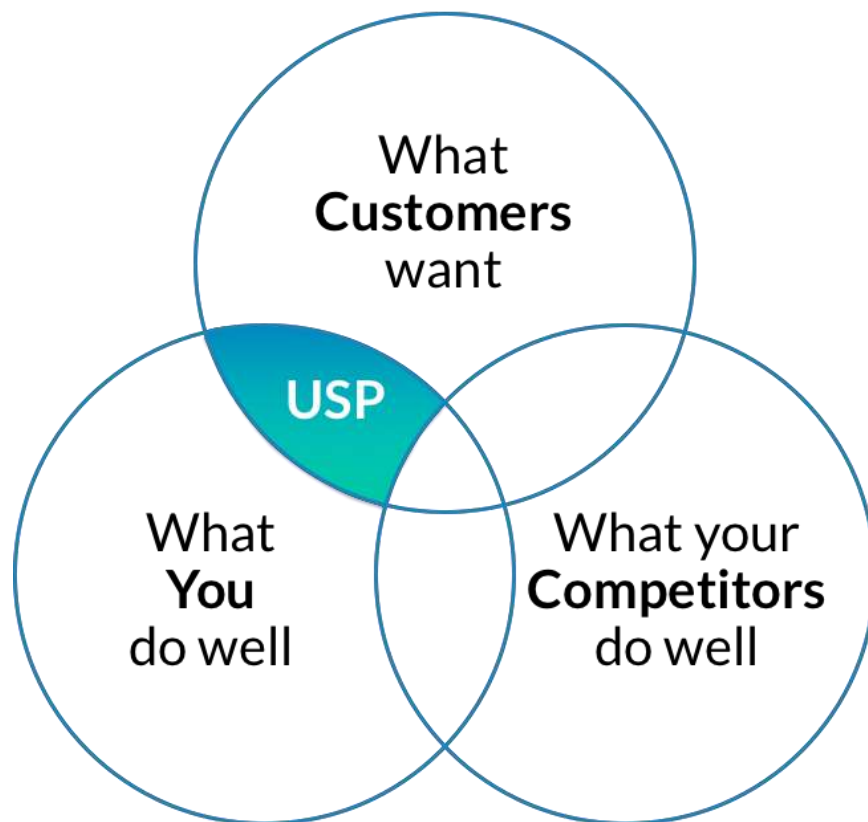 What
Customers
want
USP
What
You
do well
What your
Competitors
do well